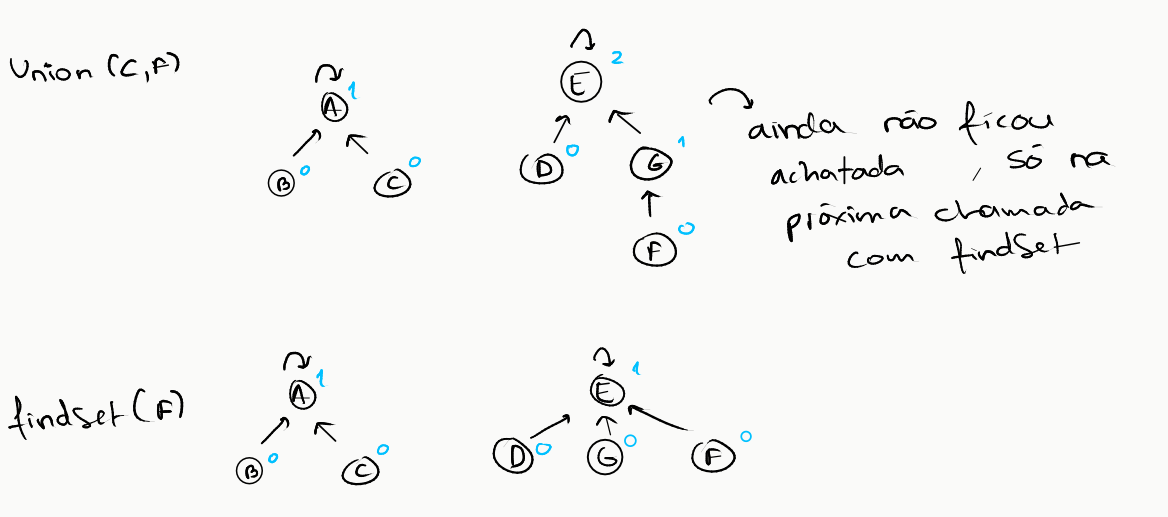 Union (C,F)
A 1
B 0
C 0
E 2
D 0
G 1
F 0
ainda não ficou
achatada , só na
próxima chamada
com findSet
findset (F)
A 1
B 0
C 0
E 1
D 0
G 0
F 0